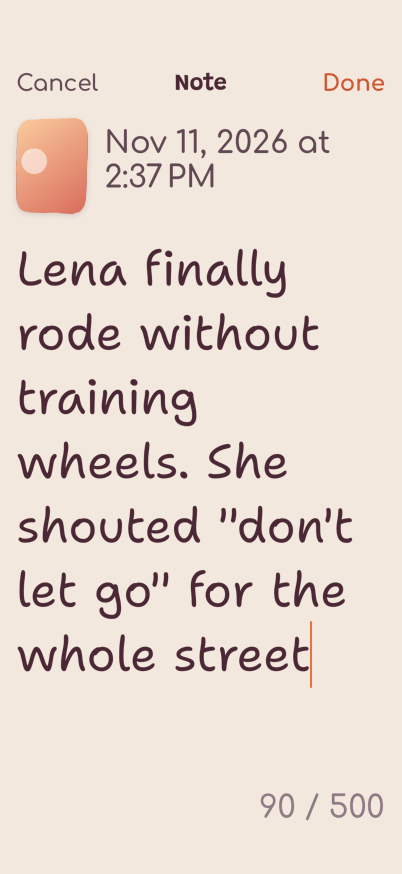 Cancel Note Done
Nov 11, 2026 at
2:37 PM
Lena finally
rode without
training
wheels. She
shouted "don't
let go" for the
whole street
90 / 500